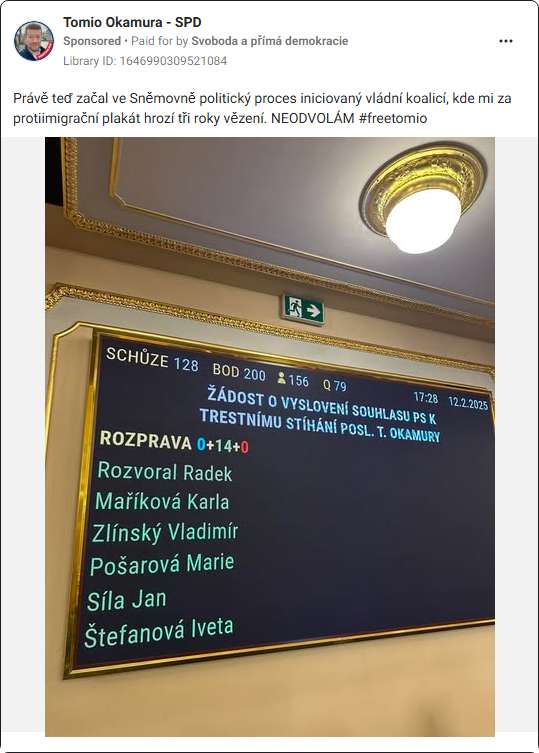 Tomio Okamura - SPD
Sponsored • Paid for by Svoboda a přímá demokracie
Library ID: 1646990309521084
Právě teď začal ve Sněmovně politický proces iniciovaný vládní koalicí, kde mi za
protiimigrační plakát hrozí tři roky vězení. NEODVOLÁM #freetomio
SCHŮZE 128 BOD 200 156 Q 79 17:28 12.2.2025
ŽÁDOST O VYSLOVENÍ SOUHLASU PS K
TRESTNÍMU STÍHÁNÍ POSL. T. OKAMURY
ROZPRAVA 0+14+0
Rozvoral Radek
Maříková Karla
Zlínský Vladimír
Pošarová Marie
Síla Jan
Štefanová Iveta